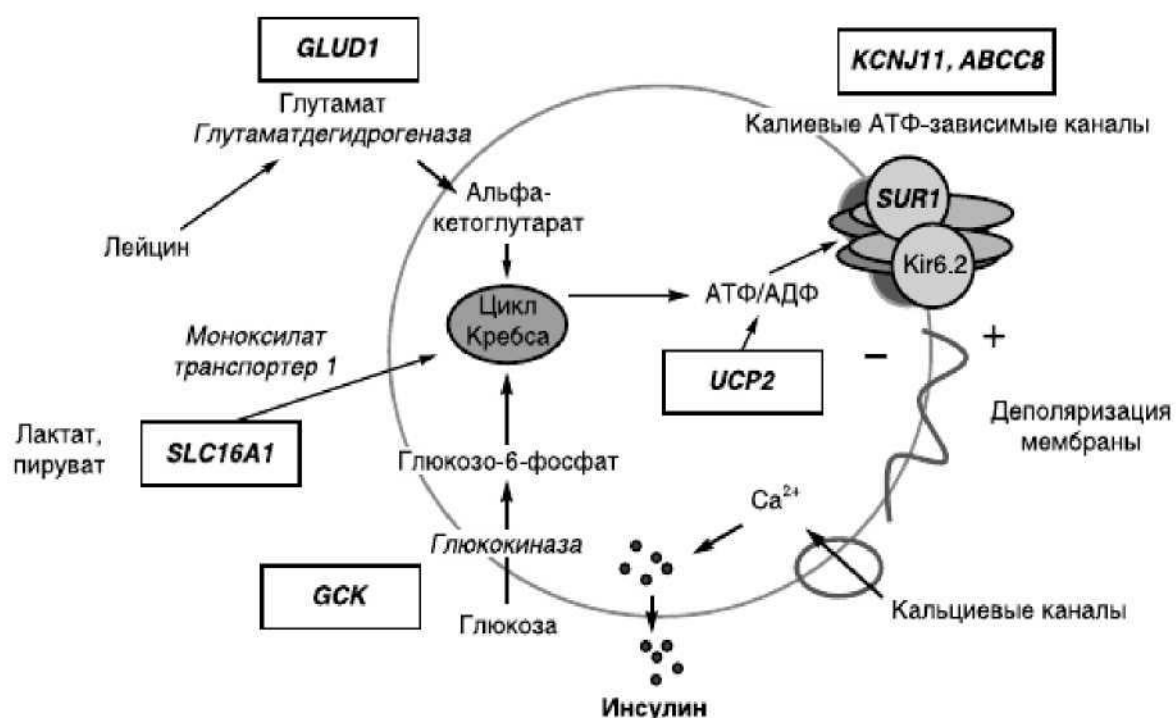 GLUD1
Глутамат
Глутаматдегидрогеназа
Лейцин
Альфа-
кетоглутарат
KCNJ11, ABCC8
Калиевые АТФ-зависимые каналы
SUR1
Kir6.2
Цикл
Кребса
АТФ/АДФ
UCP2
Моноксилат
транспортер 1
Лактат,
пируват
SLC16A1
Глюкозо-6-фосфат
− +
Деполяризация
мембраны
Ca2+
Глюкокиназа
GCK
Глюкоза
Кальциевые каналы
Инсулин